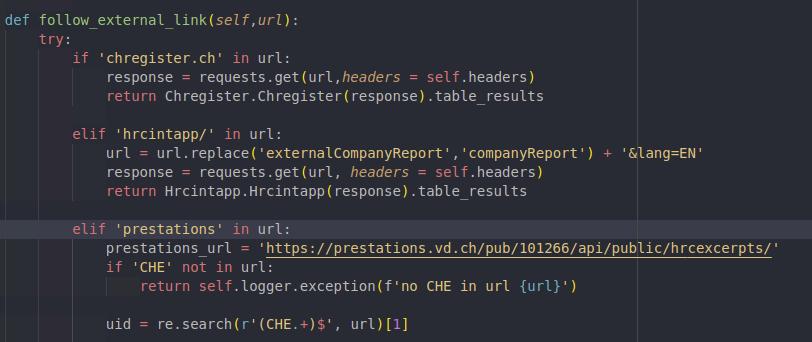 def follow_external_link(self,url):
try:
if 'chregister.ch' in url:
response = requests.get(url,headers = self.headers)
return Chregister.Chregister(response).table_results
elif 'hrcintapp/' in url:
url = url.replace('externalCompanyReport','companyReport') + '&lang=EN'
response = requests.get(url, headers = self.headers)
return Hrcintapp.Hrcintapp(response).table_results
elif 'prestations' in url:
prestations_url = 'https://prestations.vd.ch/pub/101266/api/public/hrcexcerpts/'
if 'CHE' not in url:
return self.logger.exception(f'no CHE in url {url}')
uid = re.search(r'(CHE.+)$', url)[1]